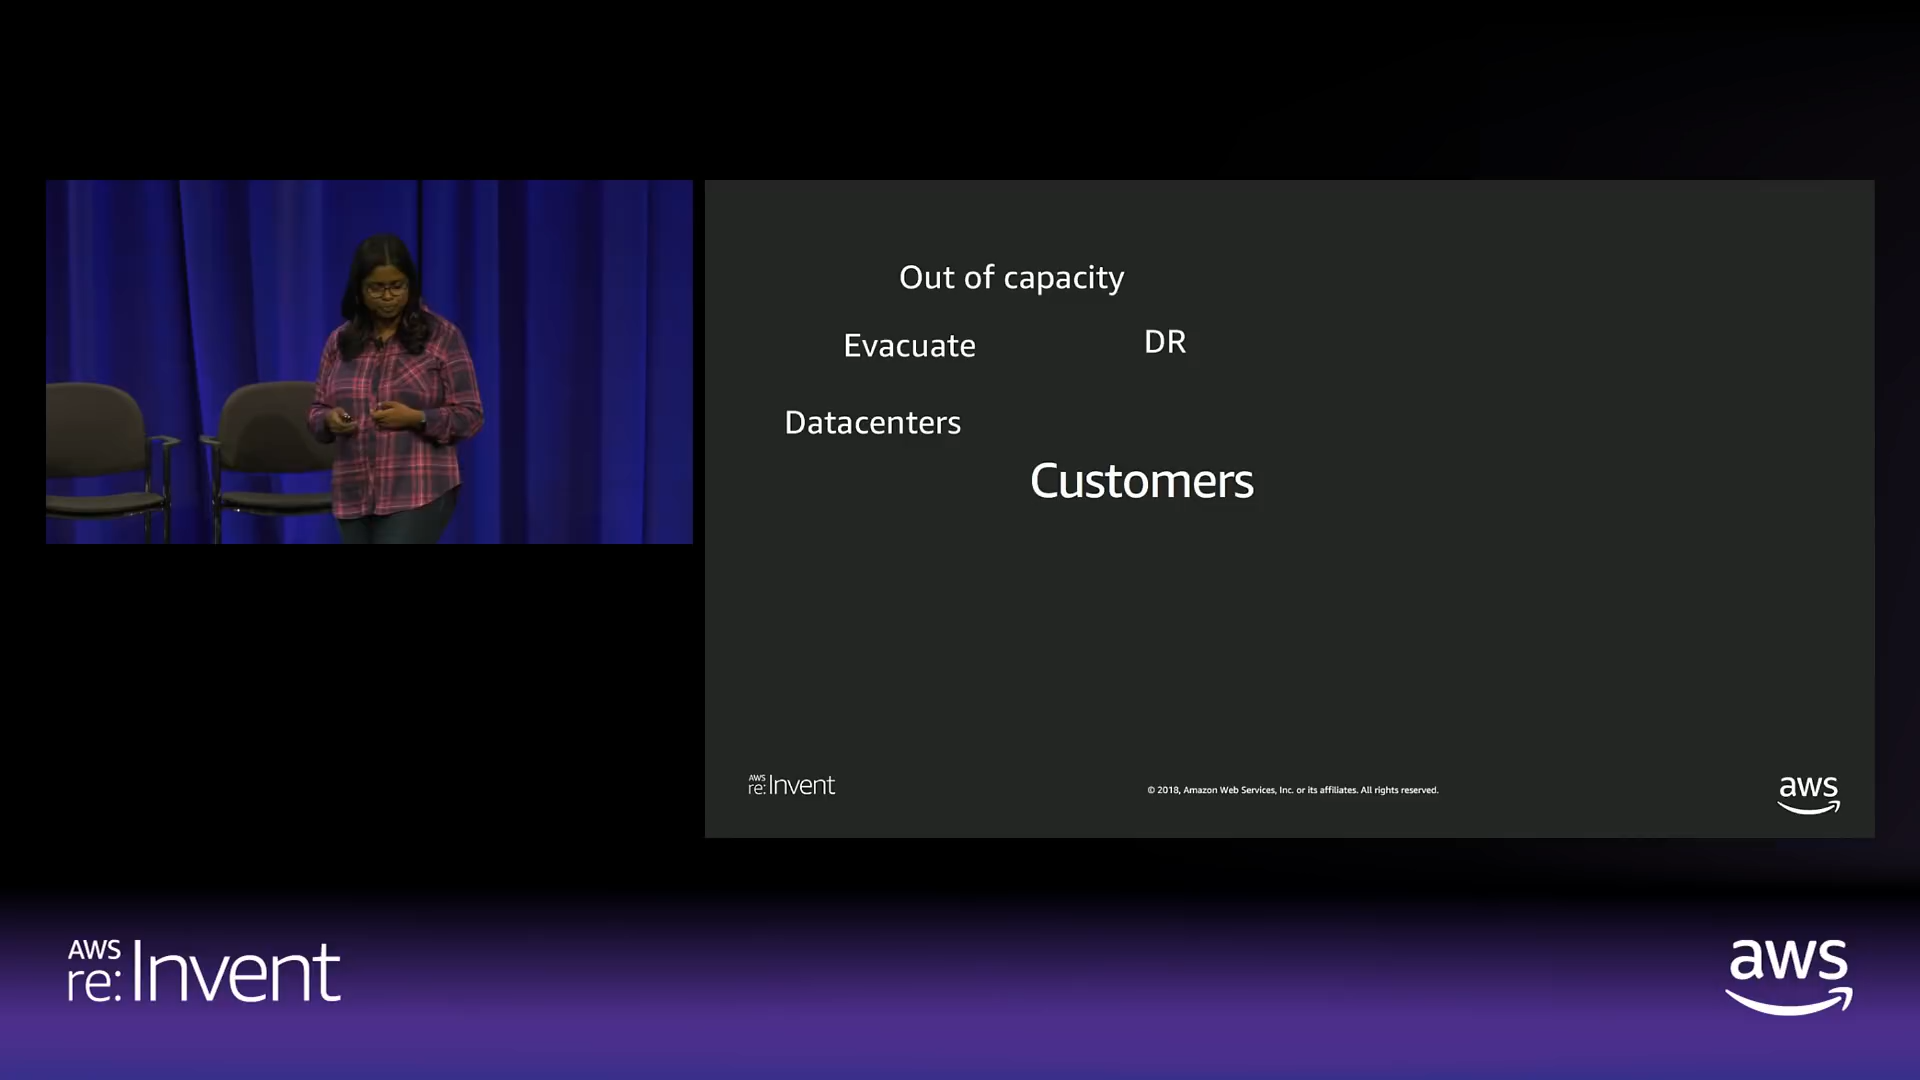 Out of capacity
Evacuate
DR
Datacenters
Customers
AWS
re:Invent
© 2018, Amazon Web Services, Inc. or its affiliates. All rights reserved.
aws
AWS
re:Invent
aws